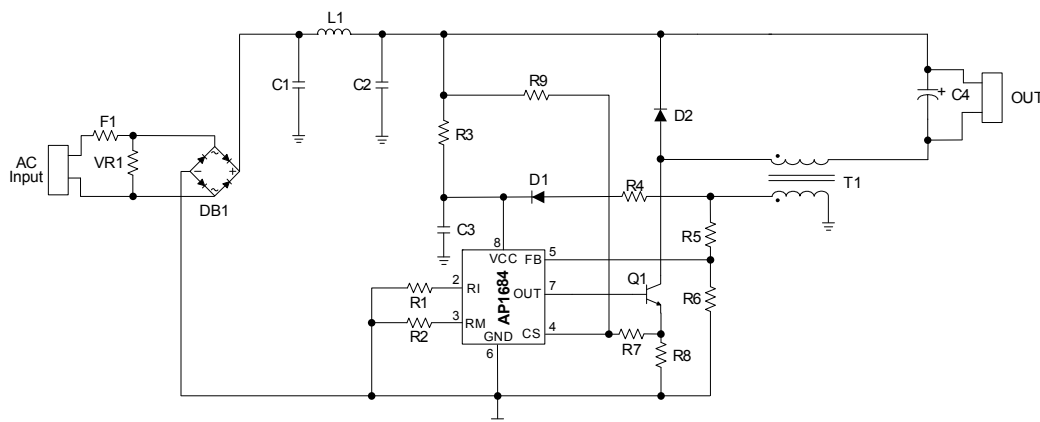 L1
C1
C2
R9
D2
C4
+
OUT
F1
VR1
R3
AC
Input
DB1
- ~ ~ +
D1
R4
T1
C3
R5
8
VCC
FB
5
Q1
R6
2
RI
AP1684
OUT
7
R1
3
RM
CS
4
R2
GND
6
R7
R8